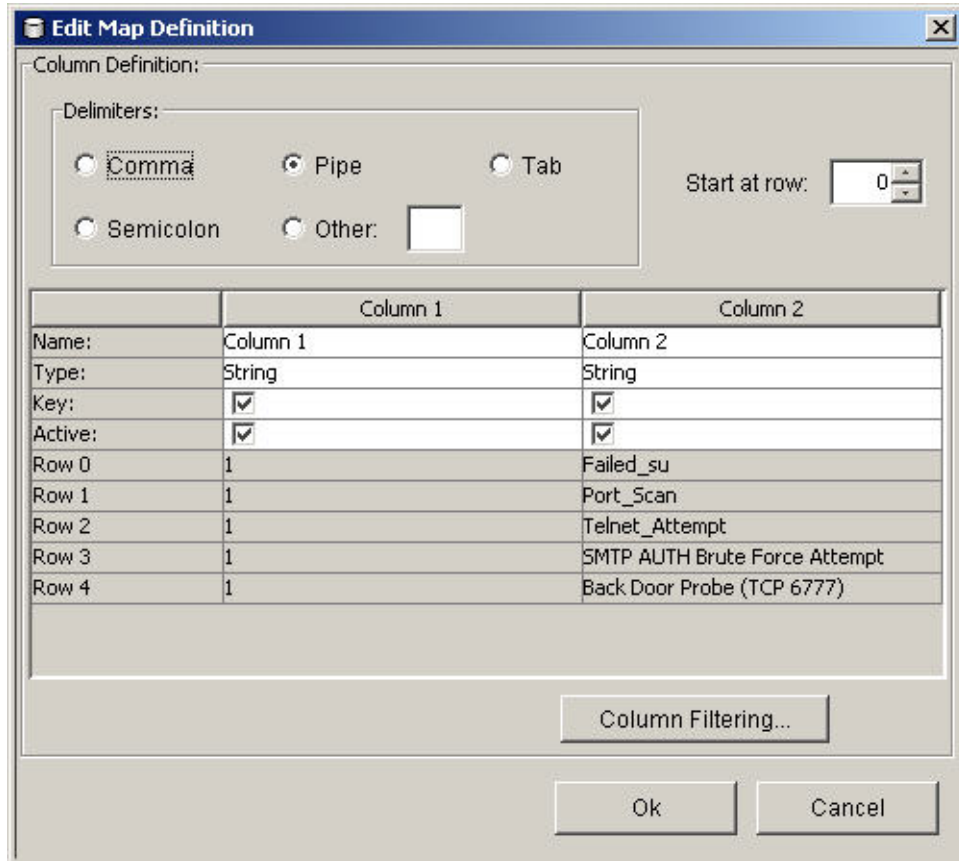 Edit Map Definition
Column Definition:
Delimiters:
Comma Pipe Tab
Start at row: 0
Semicolon Other:
Column 1 Column 2
Name: Column 1 Column 2
Type: String String
Key:
Active:
Row 0 1 Failed_su
Row 1 1 Port_Scan
Row 2 1 Telnet_Attempt
Row 3 1 SMTP AUTH Brute Force Attempt
Row 4 1 Back Door Probe (TCP 6777)
Column Filtering...
Ok Cancel